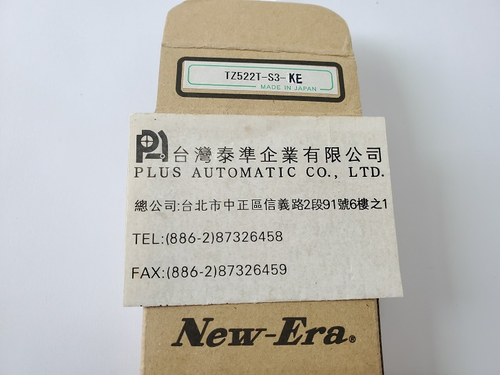 TZ522T-S3-KE
MADE IN JAPAN
台灣泰準企業有限公司
PLUS AUTOMATIC CO., LTD.
總公司:台北市中正區信義路2段91號6樓之1
TEL:(886-2)87326458
FAX:(886-2)87326459
New-Era®